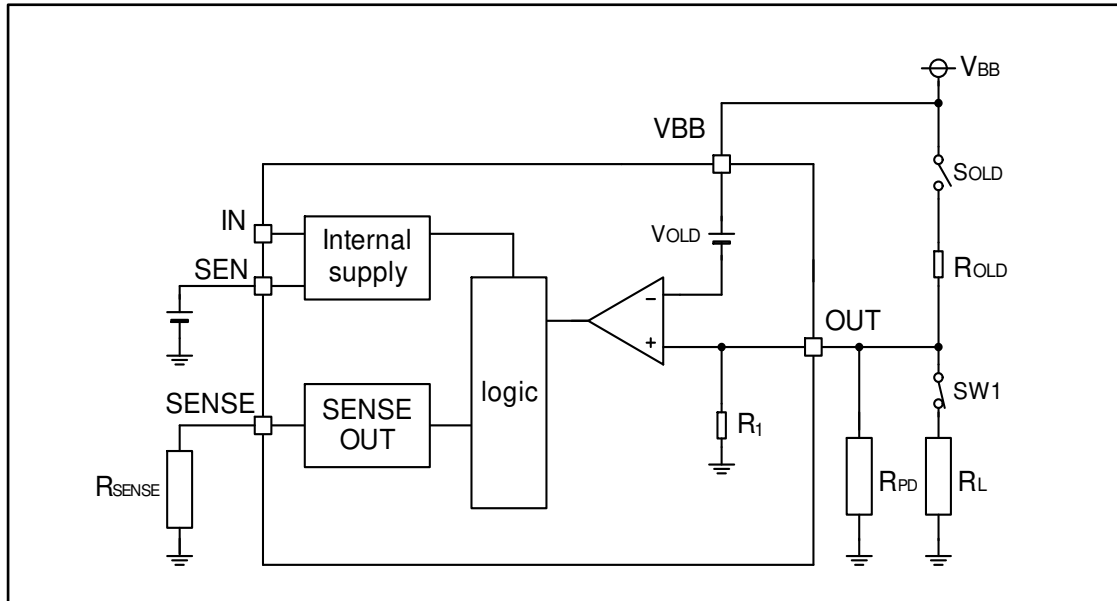 VBB
VBB
SOLD
IN
Internal
supply
VOLD
SEN
ROLD
−
OUT
+
logic
SW1
SENSE
SENSE
OUT
R1
RSENSE
RPD
RL